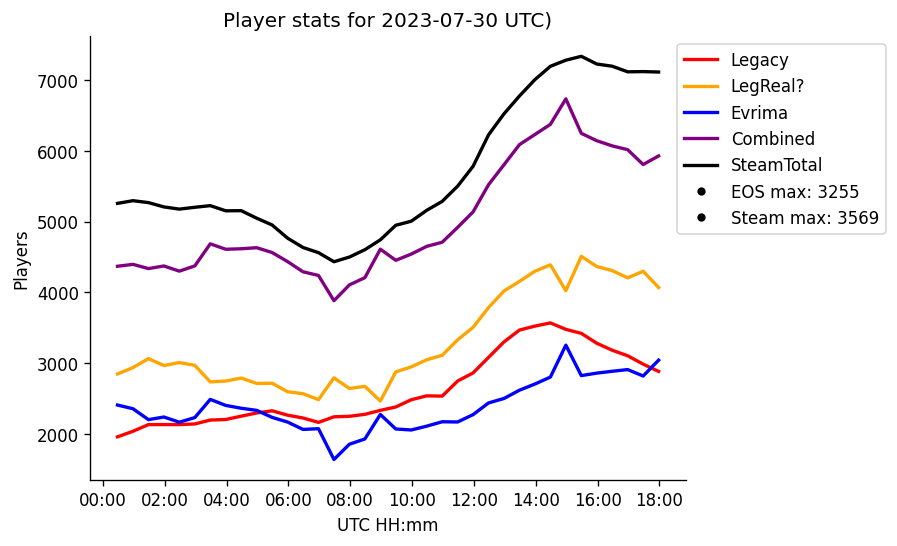 Player stats for 2023-07-30 UTC)
Players
7000
6000
5000
4000
3000
2000
00:00 02:00 04:00 06:00 08:00 10:00 12:00 14:00 16:00 18:00
UTC HH:mm
Legacy
LegReal?
Evrima
Combined
SteamTotal
EOS max: 3255
Steam max: 3569